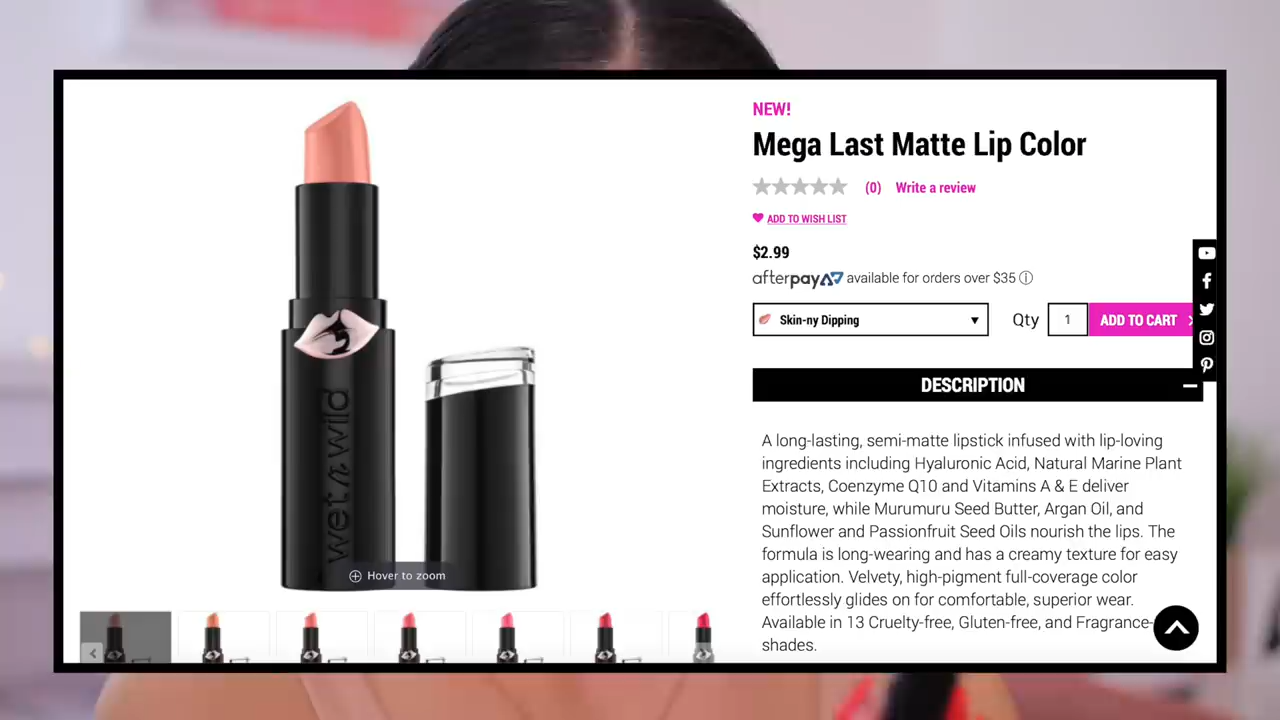 NEW!
Mega Last Matte Lip Color
(0) Write a review
ADD TO WISH LIST
$2.99
afterpay available for orders over $35
Skin-ny Dipping
Qty 1 ADD TO CART
DESCRIPTION
A long-lasting, semi-matte lipstick infused with lip-loving
ingredients including Hyaluronic Acid, Natural Marine Plant
Extracts, Coenzyme Q10 and Vitamins A & E deliver
moisture, while Murumuru Seed Butter, Argan Oil, and
Sunflower and Passionfruit Seed Oils nourish the lips. The
formula is long-wearing and has a creamy texture for easy
application. Velvety, high-pigment full-coverage color
effortlessly glides on for comfortable, superior wear.
Available in 13 Cruelty-free, Gluten-free, and Fragrance-
shades.
wet n wild
Hover to zoom